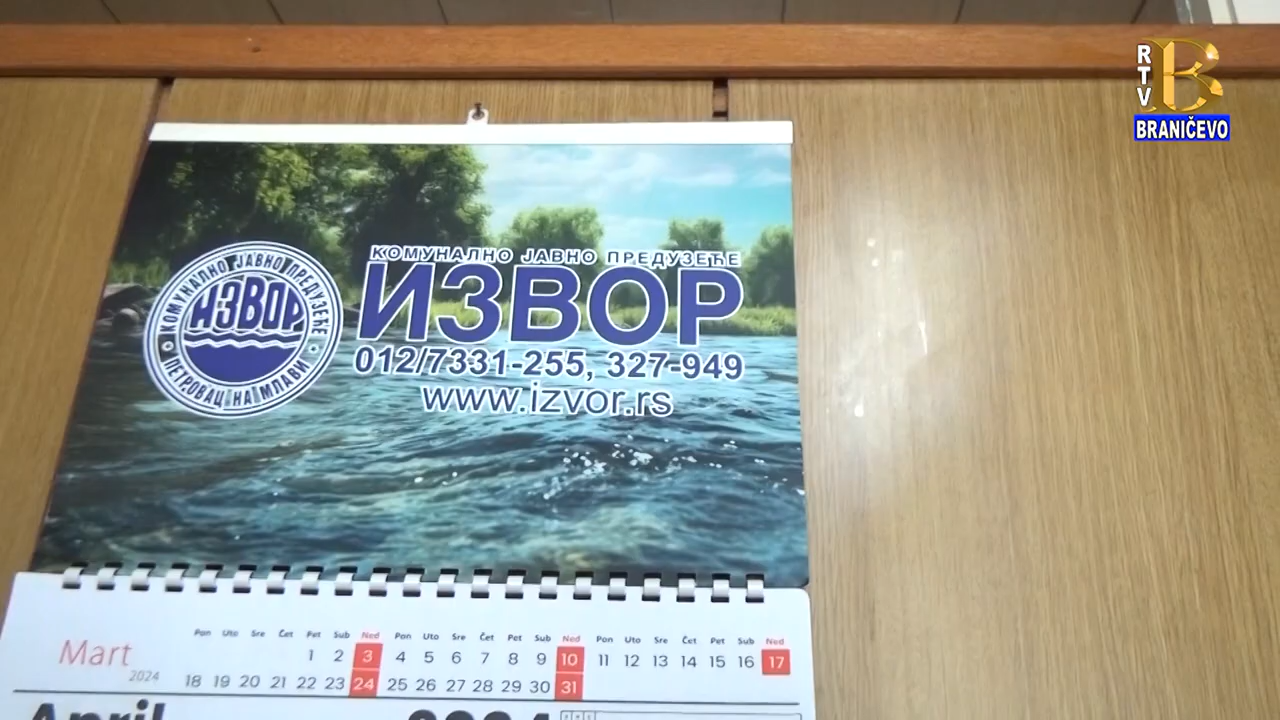 RTV
B
BRANIČEVO
КОМУНАЛНО ЈАВНО ПРЕДУЗЕЋЕ
ИЗВОР
012/7331-255, 327-949
www.izvor.rs
КОМУНАЛНО ЈАВНО ПРЕДУЗЕЋЕ
ИЗВОР
ПЕТРОВАЦ НА МЛАВИ
Pon Uto Sre Čet Pet Sub Ned Pon Uto Sre Čet Pet Sub Ned Pon Uto Sre Čet Pet Sub Ned
Mart 1 2 3 4 5 6 7 8 9 10 11 12 13 14 15 16 17
2024 18 19 20 21 22 23 24 25 26 27 28 29 30 31
April 2024